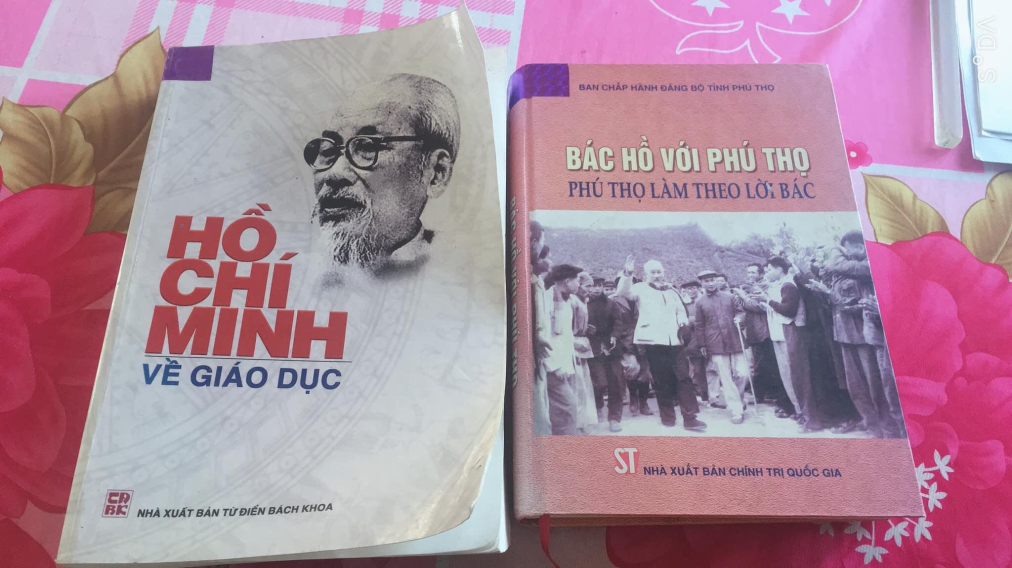 HỒ
CHÍ
MINH
VỀ GIÁO DỤC
TĐ
BK
NHÀ XUẤT BẢN TỪ ĐIỂN BÁCH KHOA
BAN CHẤP HÀNH ĐẢNG BỘ TỈNH PHÚ THỌ
BÁC HỒ VỚI PHÚ THỌ
PHÚ THỌ LÀM THEO LỜI BÁC
ST NHÀ XUẤT BẢN CHÍNH TRỊ QUỐC GIA